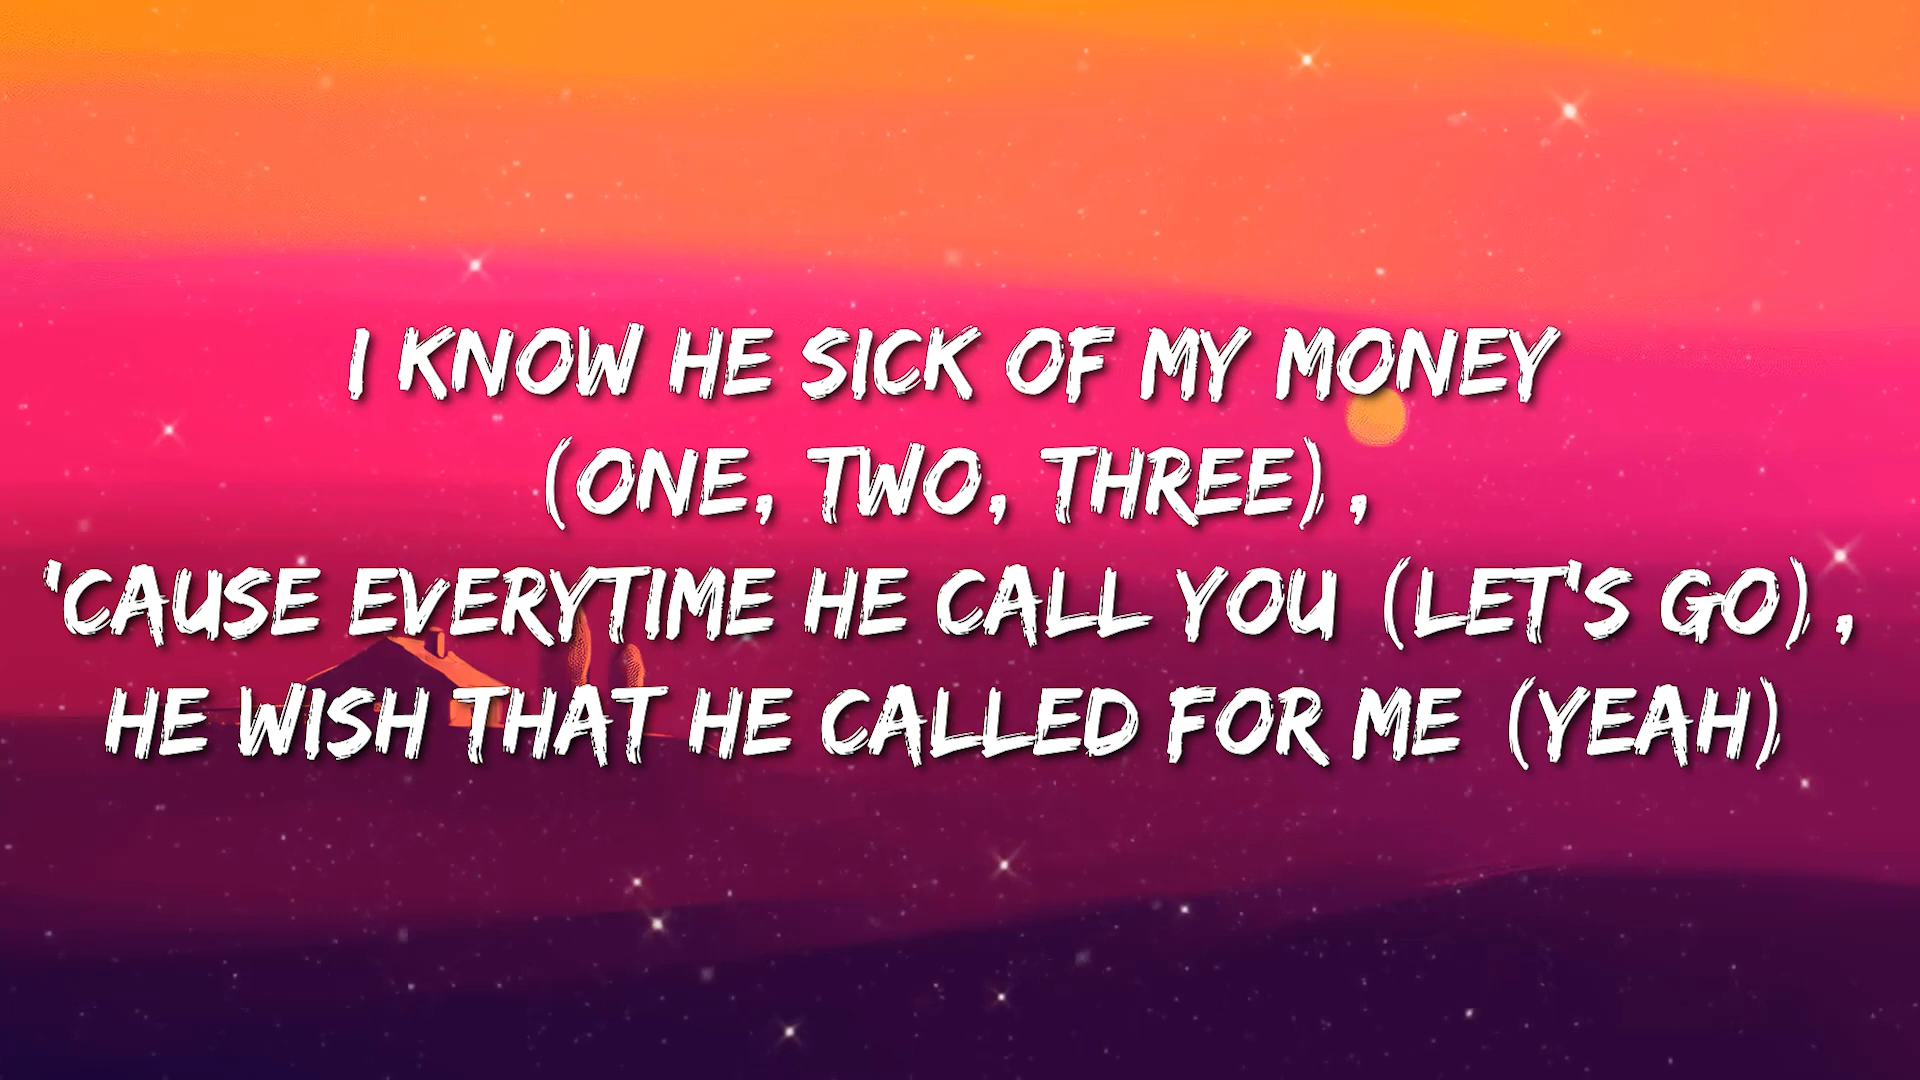 I KNOW HE SICK OF MY MONEY
(ONE, TWO, THREE) ,
'CAUSE EVERYTIME HE CALL YOU (LET'S GO) ,
HE WISH THAT HE CALLED FOR ME (YEAH)